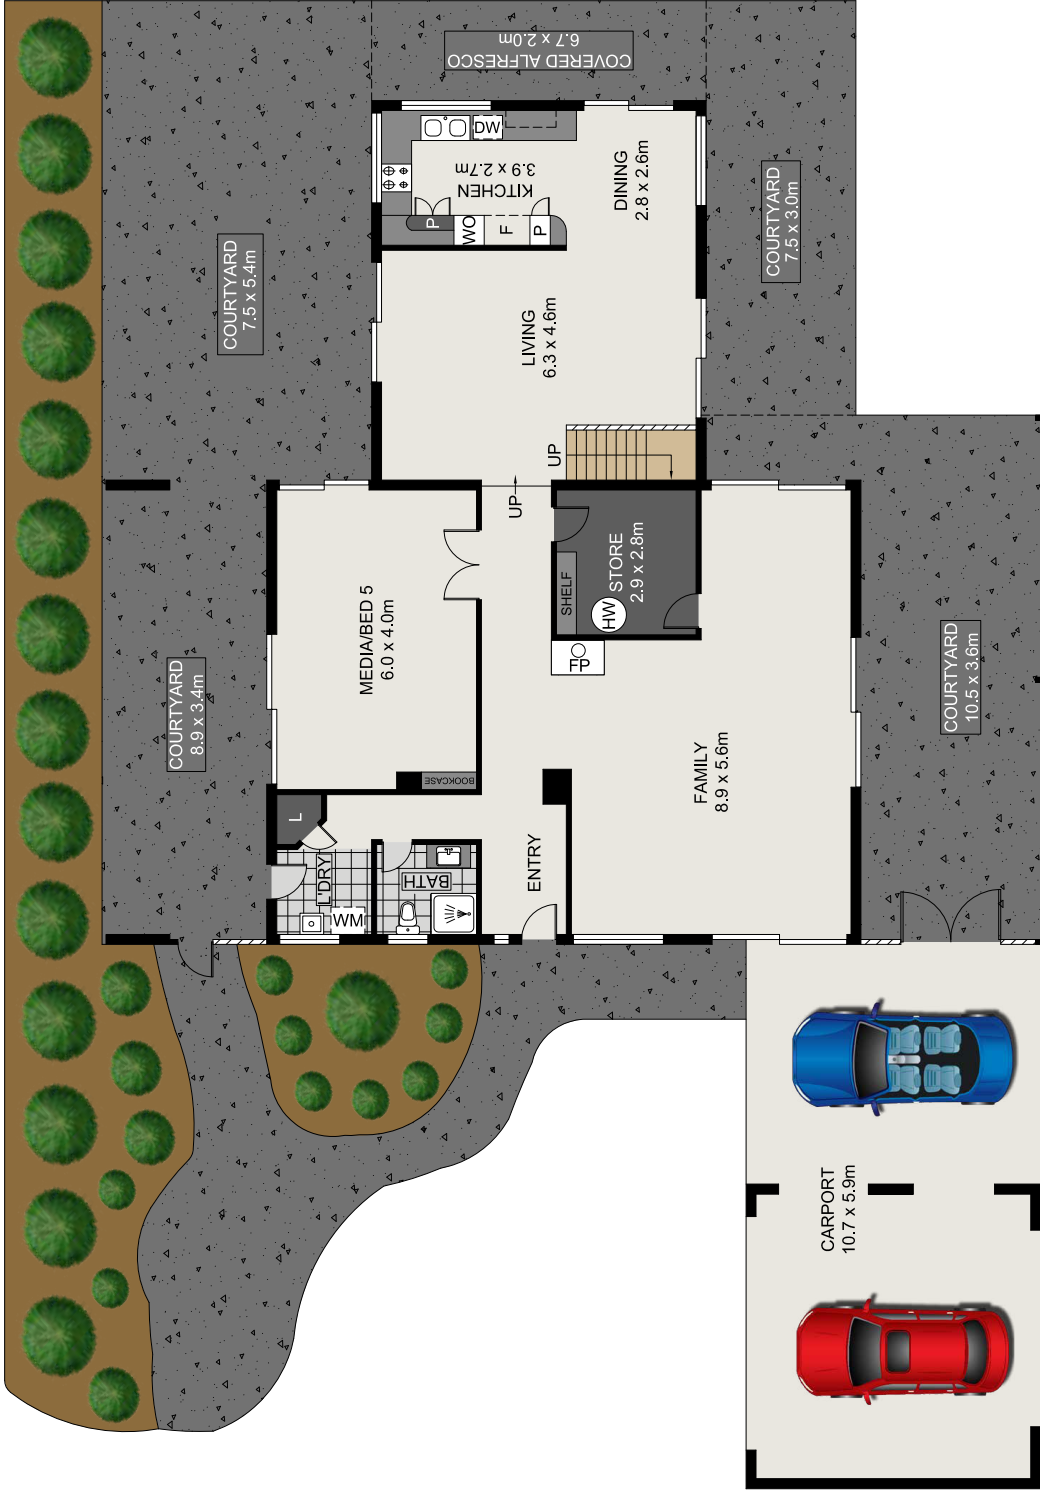 COVERED ALFRESCO
6.7 x 2.0m
DW
KITCHEN
3.9 x 2.7m
P
WO
F
P
DINING
2.8 x 2.6m
COURTYARD
7.5 x 5.4m
COURTYARD
7.5 x 3.0m
LIVING
6.3 x 4.6m
UP
UP
MEDIA/BED 5
6.0 x 4.0m
BOOKCASE
SHELF
HW
STORE
2.9 x 2.8m
FP
COURTYARD
8.9 x 3.4m
COURTYARD
10.5 x 3.6m
FAMILY
8.9 x 5.6m
L
L'DRY
WM
BATH
ENTRY
CARPORT
10.7 x 5.9m